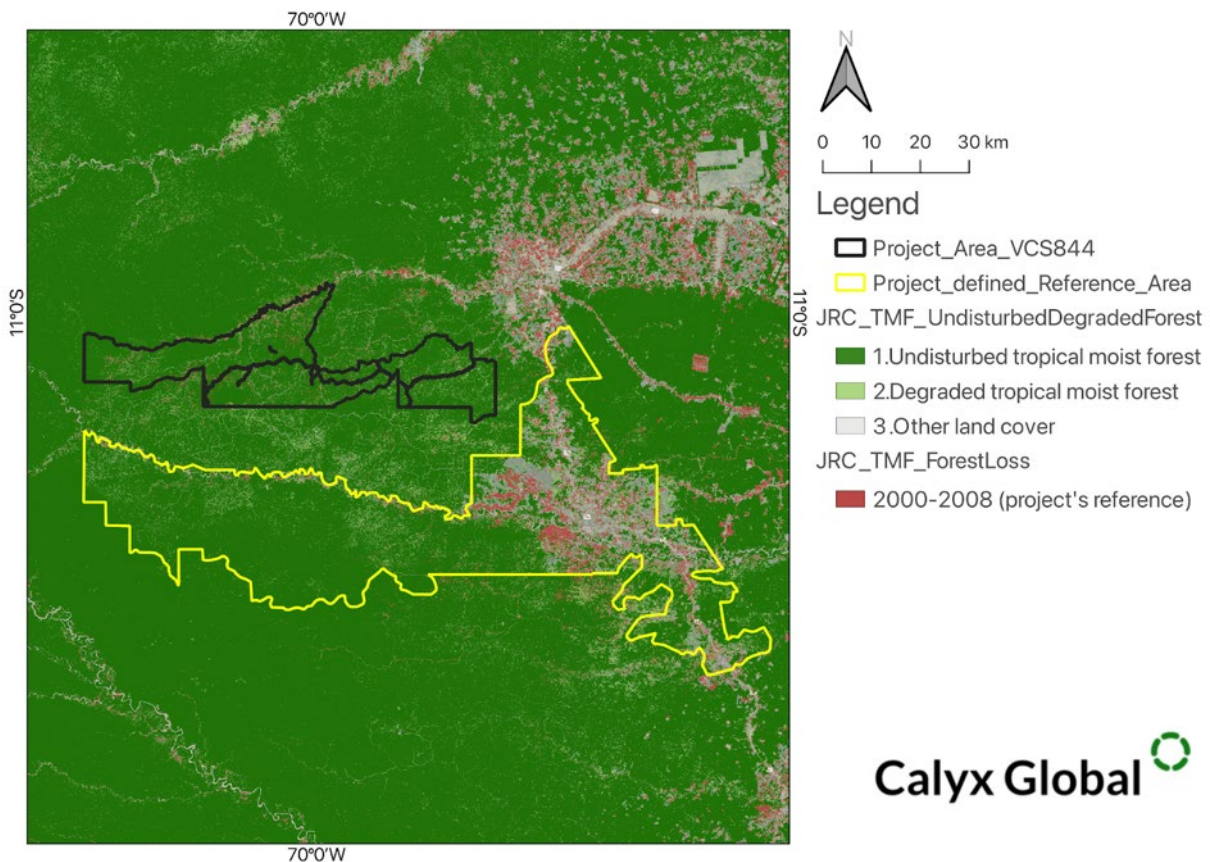 70°0'W
N
0 10 20 30 km
Legend
Project_Area_VCS844
Project_defined_Reference_Area
11°0'S
11°0'S
JRC_TMF_UndisturbedDegradedForest
1.Undisturbed tropical moist forest
2.Degraded tropical moist forest
3.Other land cover
JRC_TMF_ForestLoss
2000-2008 (project's reference)
Calyx Global
70°0'W